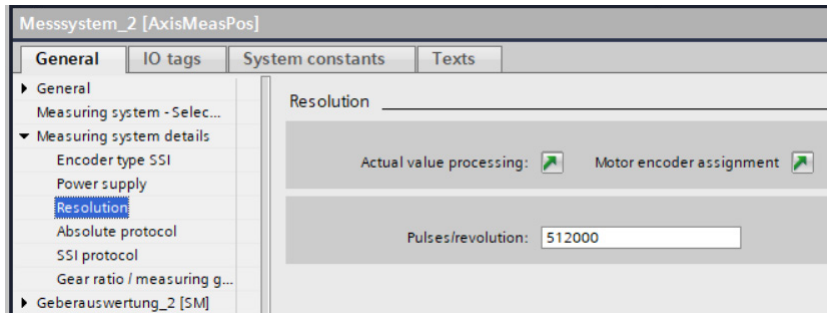 Messsystem_2 [AxisMeasPos]
General IO tags System constants Texts
General
Measuring system - Selec...
Measuring system details
Encoder type SSI
Power supply
Resolution
Absolute protocol
SSI protocol
Gear ratio / measuring g...
Geberauswertung_2 [SM]
Resolution
Actual value processing: Motor encoder assignment
Pulses/revolution: 512000